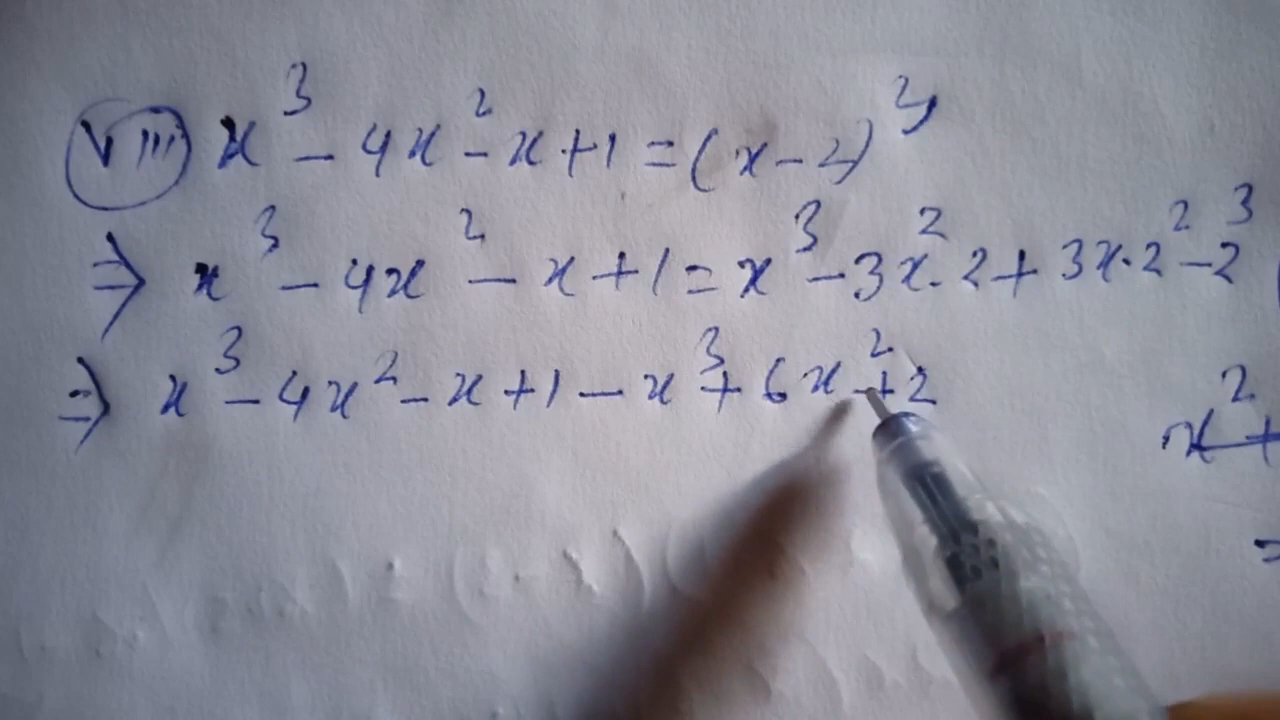 (viii) x³ - 4x² - x + 1 = (x - 2)³
⇒ x³ - 4x² - x + 1 = x³ - 3x².2 + 3x.2² - 2³
⇒ x³ - 4x² - x + 1 - x³ + 6x² + 2
x² +
=